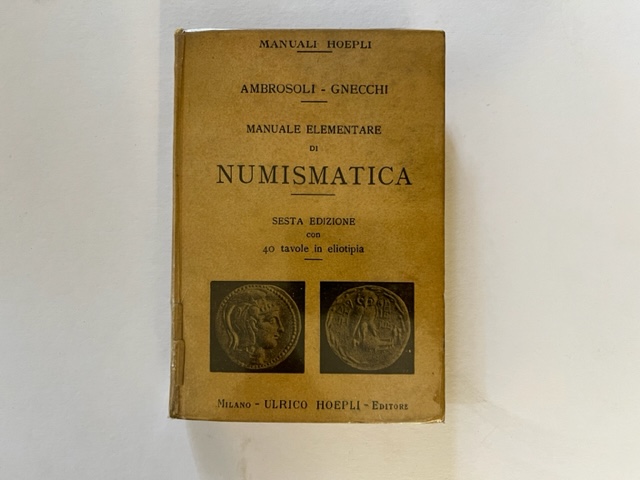 MANUALI HOEPLI
AMBROSOLI - GNECCHI
MANUALE ELEMENTARE
DI
NUMISMATICA
SESTA EDIZIONE
con
40 tavole in eliotipia
MILANO - ULRICO HOEPLI - EDITORE